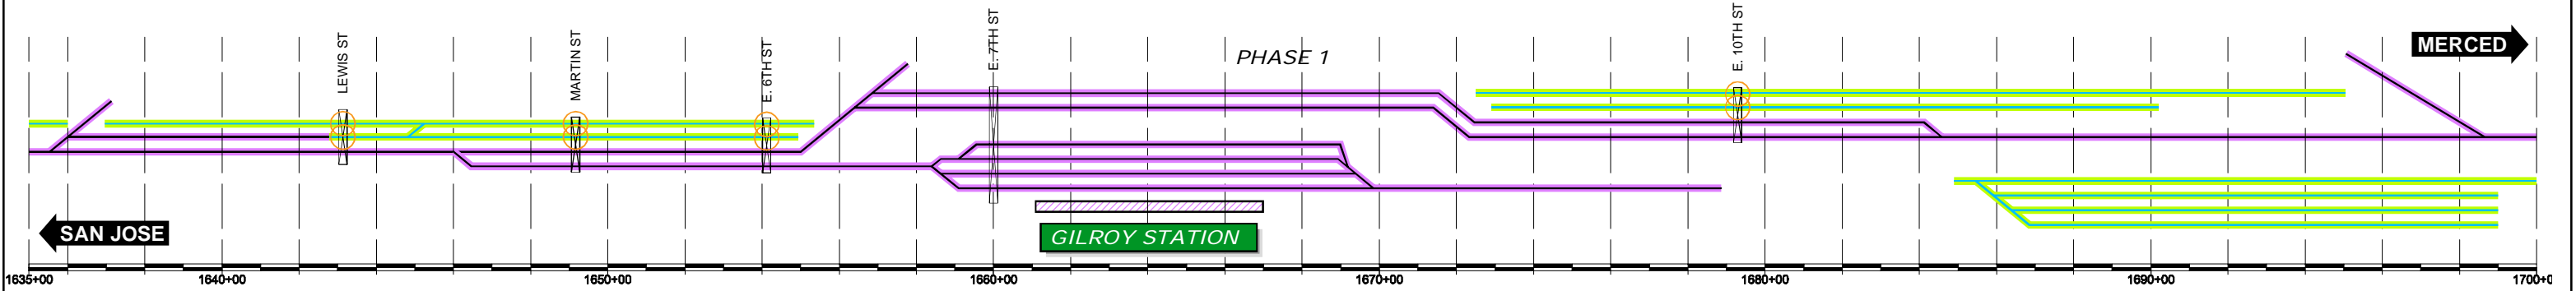 LEWIS ST
MARTIN ST
E. 6TH ST
E. 7TH ST
PHASE 1
E. 10TH ST
MERCED
SAN JOSE
GILROY STATION
1635+00
1640+00
1650+00
1660+00
1670+00
1680+00
1690+00
1700+0